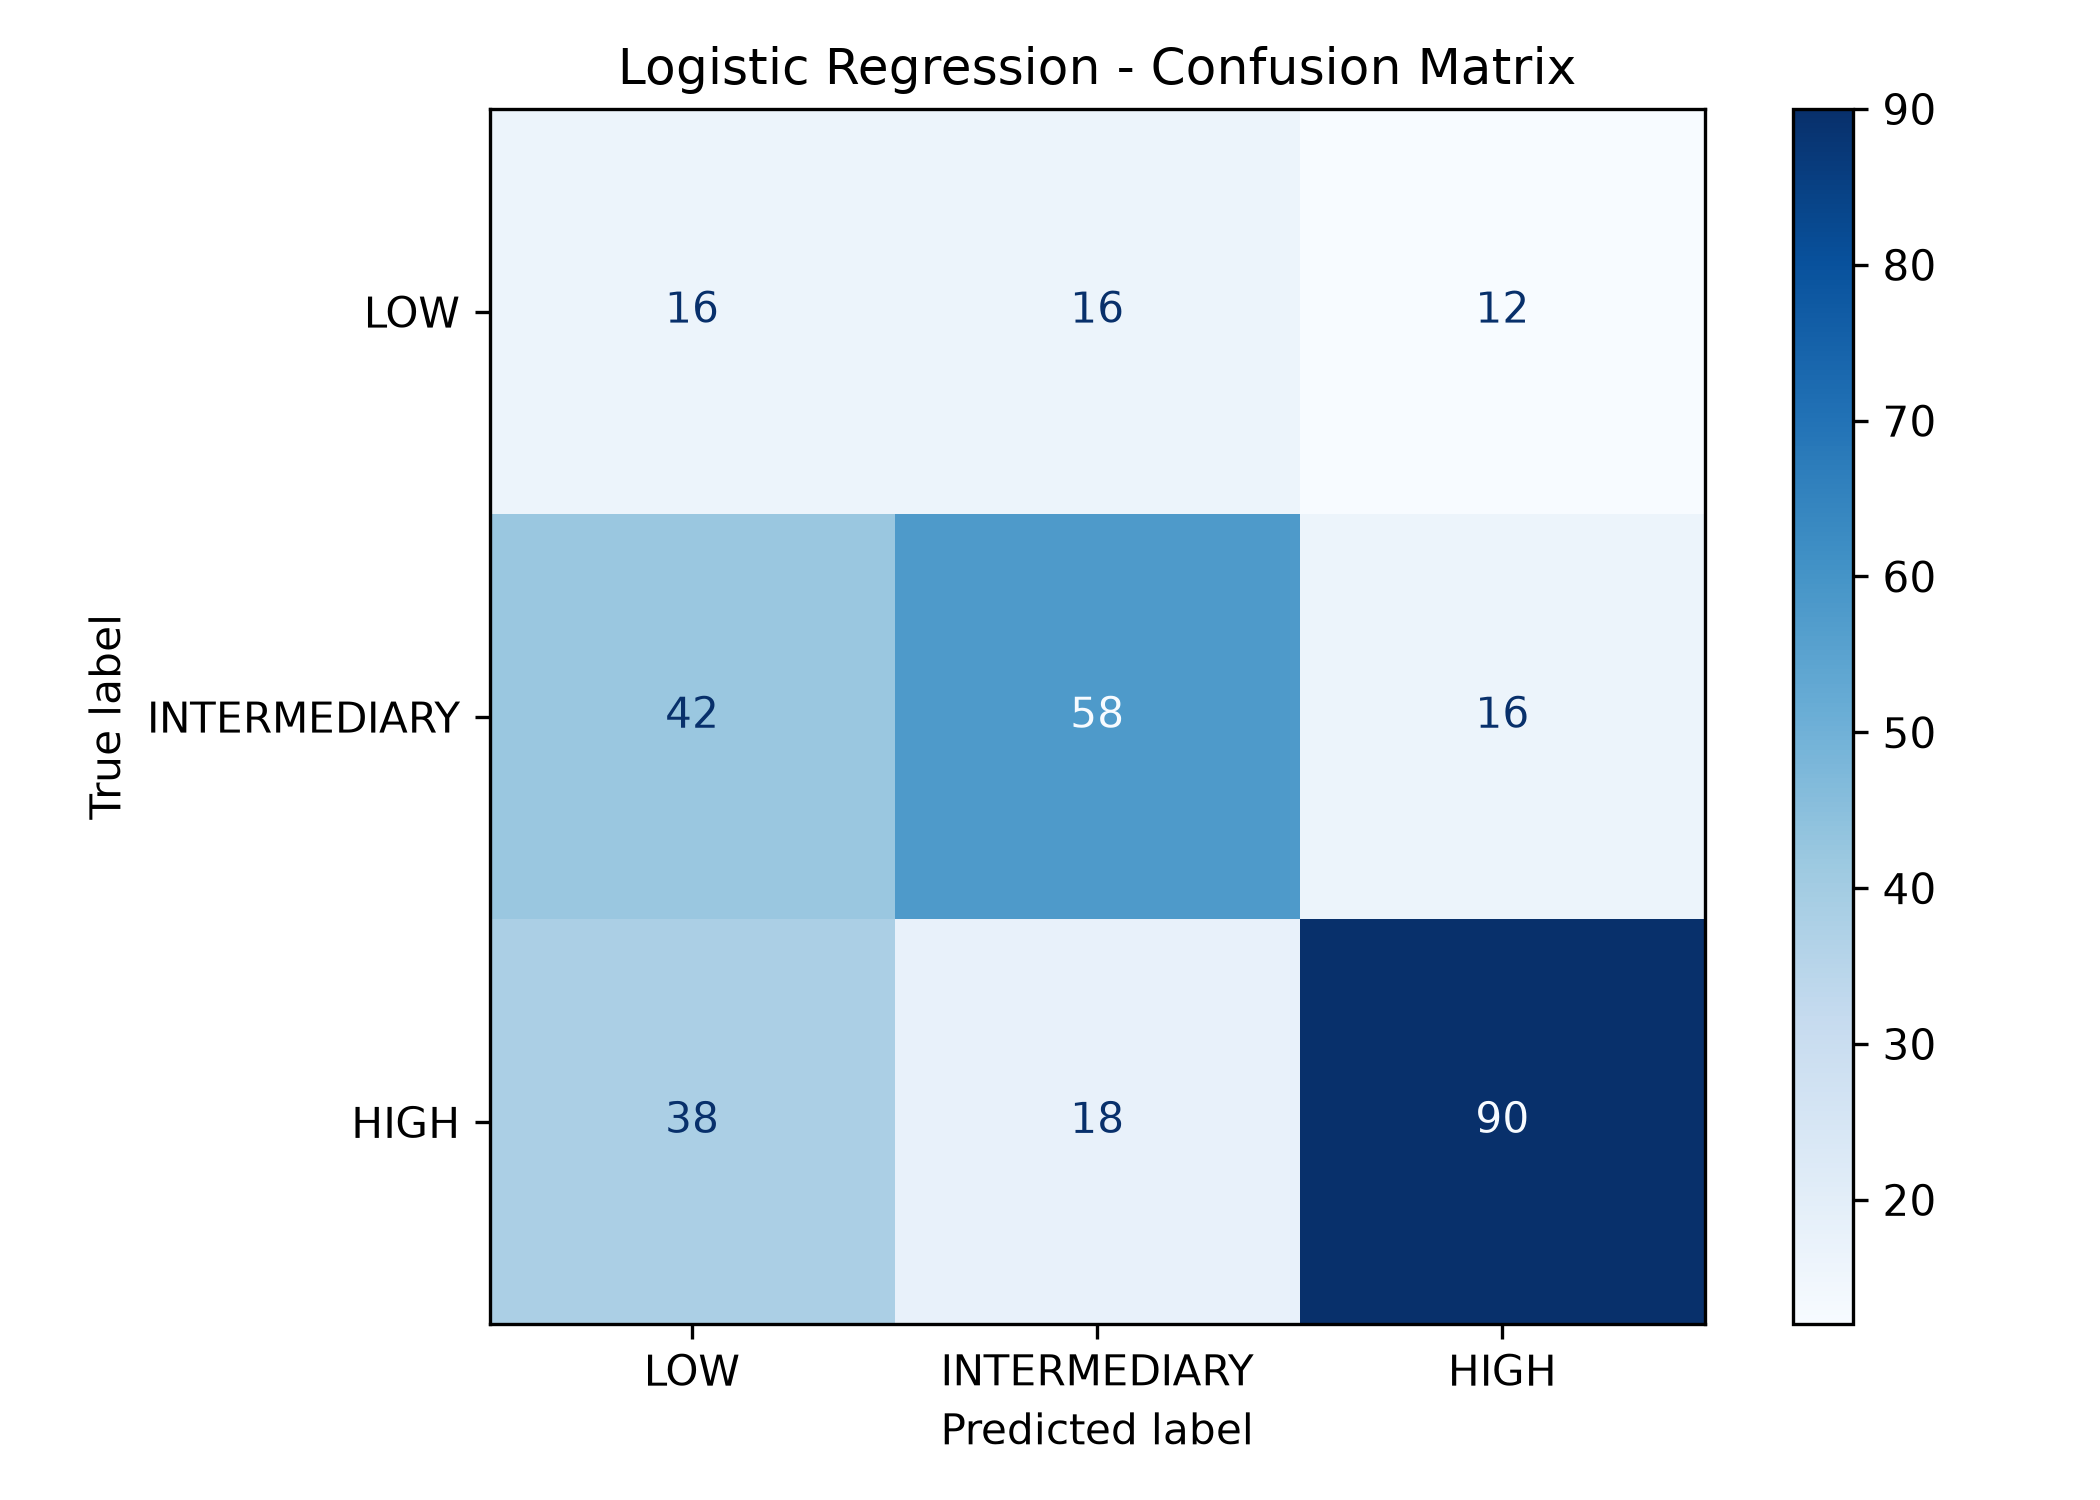 Logistic Regression - Confusion Matrix
True label
LOW
INTERMEDIARY
HIGH
16 16 12
42 58 16
38 18 90
LOW INTERMEDIARY HIGH
Predicted label
90
80
70
60
50
40
30
20